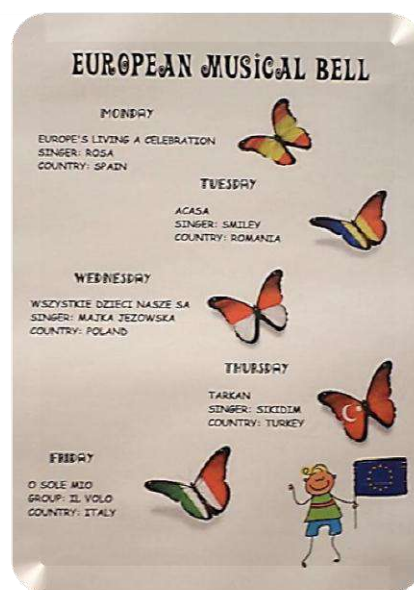 EUROPEAN MUSICAL BELL
MONDAY
EUROPE'S LIVING A CELEBRATION
SINGER: ROSA
COUNTRY: SPAIN
TUESDAY
ACASA
SINGER: SMILEY
COUNTRY: ROMANIA
WEDNESDAY
WSZYSTKIE DZIECI NASZE SA
SINGER: MAJKA JEZOWSKA
COUNTRY: POLAND
THURSDAY
TARKAN
SINGER: SIKIDIM
COUNTRY: TURKEY
FRIDAY
O SOLE MIO
GROUP: IL VOLO
COUNTRY: ITALY